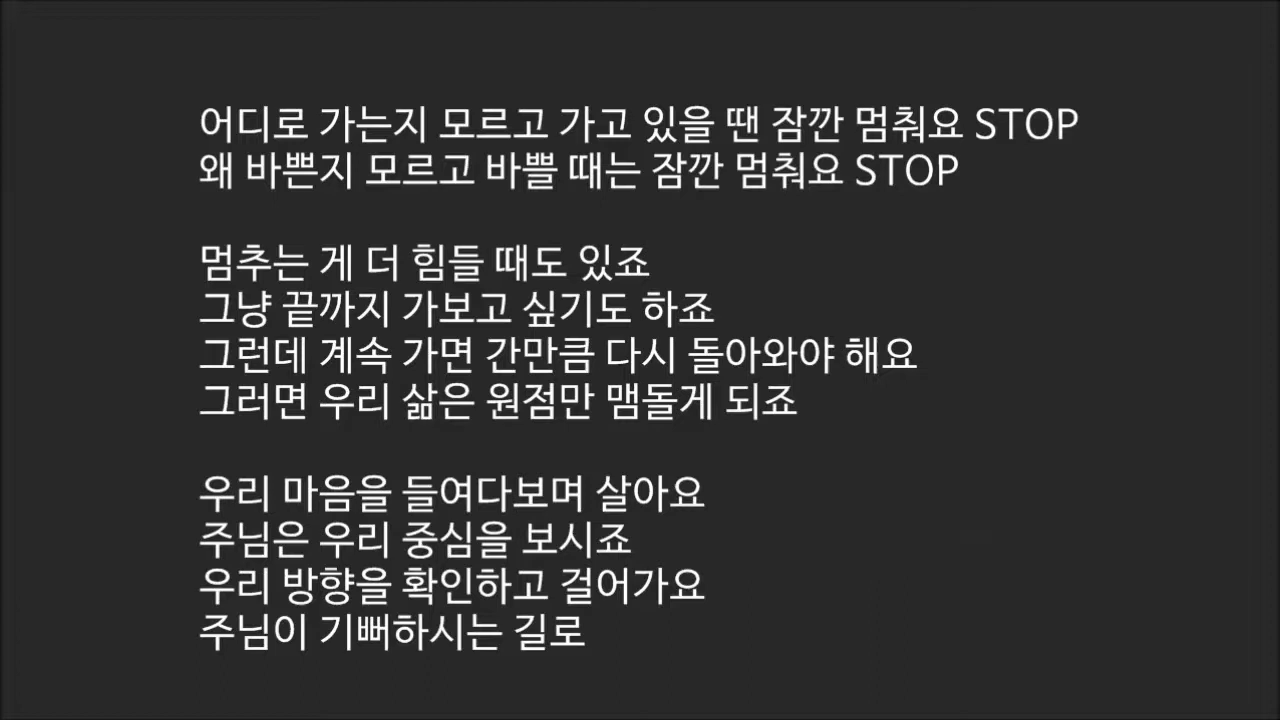 어디로 가는지 모르고 가고 있을 땐 잠깐 멈춰요 STOP
왜 바쁜지 모르고 바쁠 때는 잠깐 멈춰요 STOP
멈추는 게 더 힘들 때도 있죠
그냥 끝까지 가보고 싶기도 하죠
그런데 계속 가면 간만큼 다시 돌아와야 해요
그러면 우리 삶은 원점만 맴돌게 되죠
우리 마음을 들여다보며 살아요
주님은 우리 중심을 보시죠
우리 방향을 확인하고 걸어가요
주님이 기뻐하시는 길로